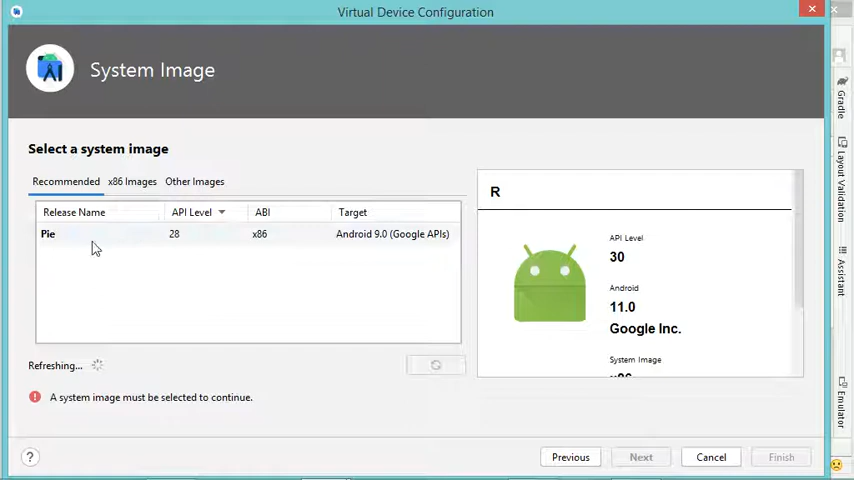 Virtual Device Configuration
System Image
Select a system image
Recommended x86 Images Other Images
Release Name API Level ABI Target
Pie 28 x86 Android 9.0 (Google APIs)
Refreshing...
A system image must be selected to continue.
R
API Level
30
Android
11.0
Google Inc.
System Image
x86
? Previous Next Cancel Finish
Gradle
Layout Validation
Assistant
Emulator